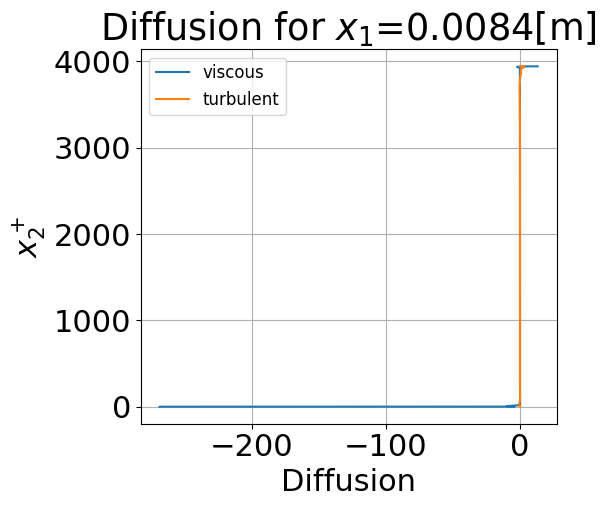 Diffusion for x₁=0.0084[m]
viscous
turbulent
4000
3000
2000
1000
0
x₂⁺
−200
−100
0
Diffusion